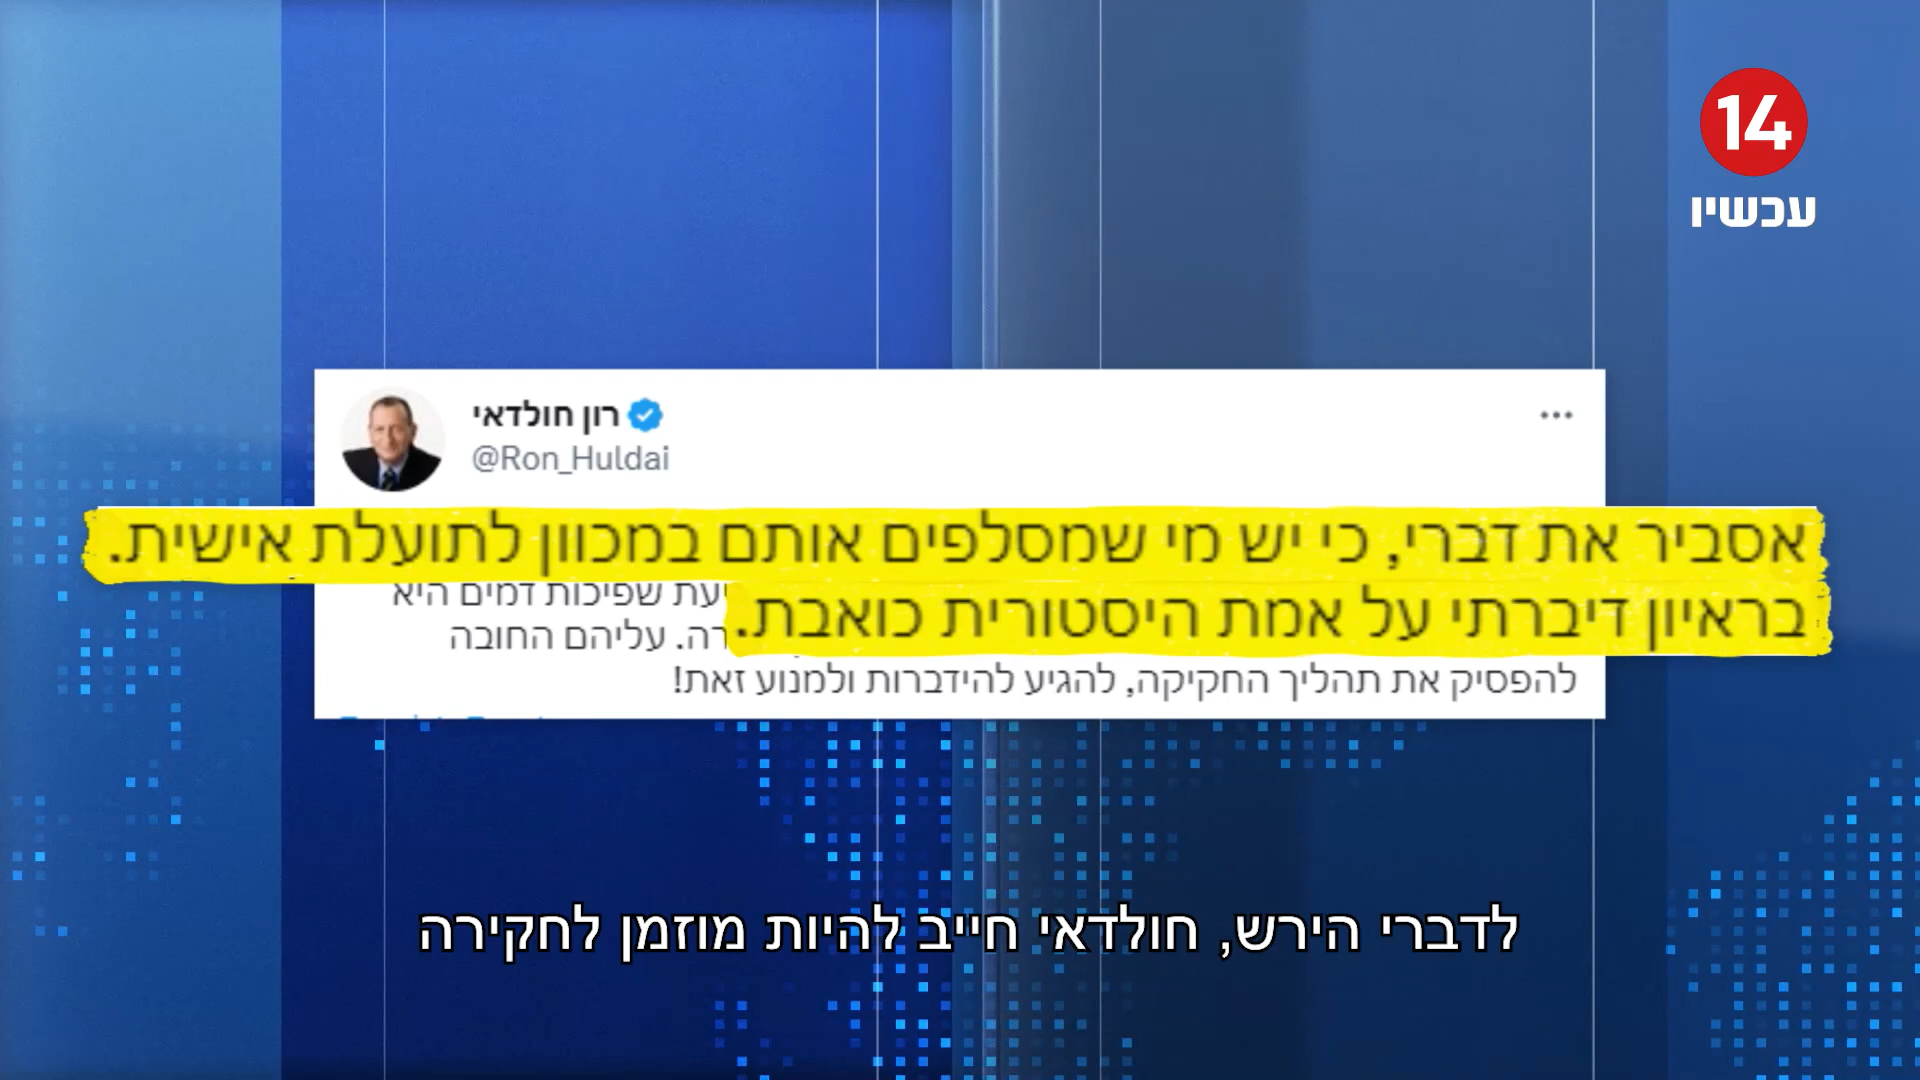 14
עכשיו
רון חולדאי
@Ron_Huldai
אסביר את דברי, כי יש מי שמסלפים אותם במכוון לתועלת אישית.
בראיון דיברתי על אמת היסטורית כואבת.
שפיכות דמים היא
עליהם החובה
להפסיק את תהליך החקיקה, להגיע להידברות ולמנוע זאת!
לדברי הירש, חולדאי חייב להיות מוזמן לחקירה